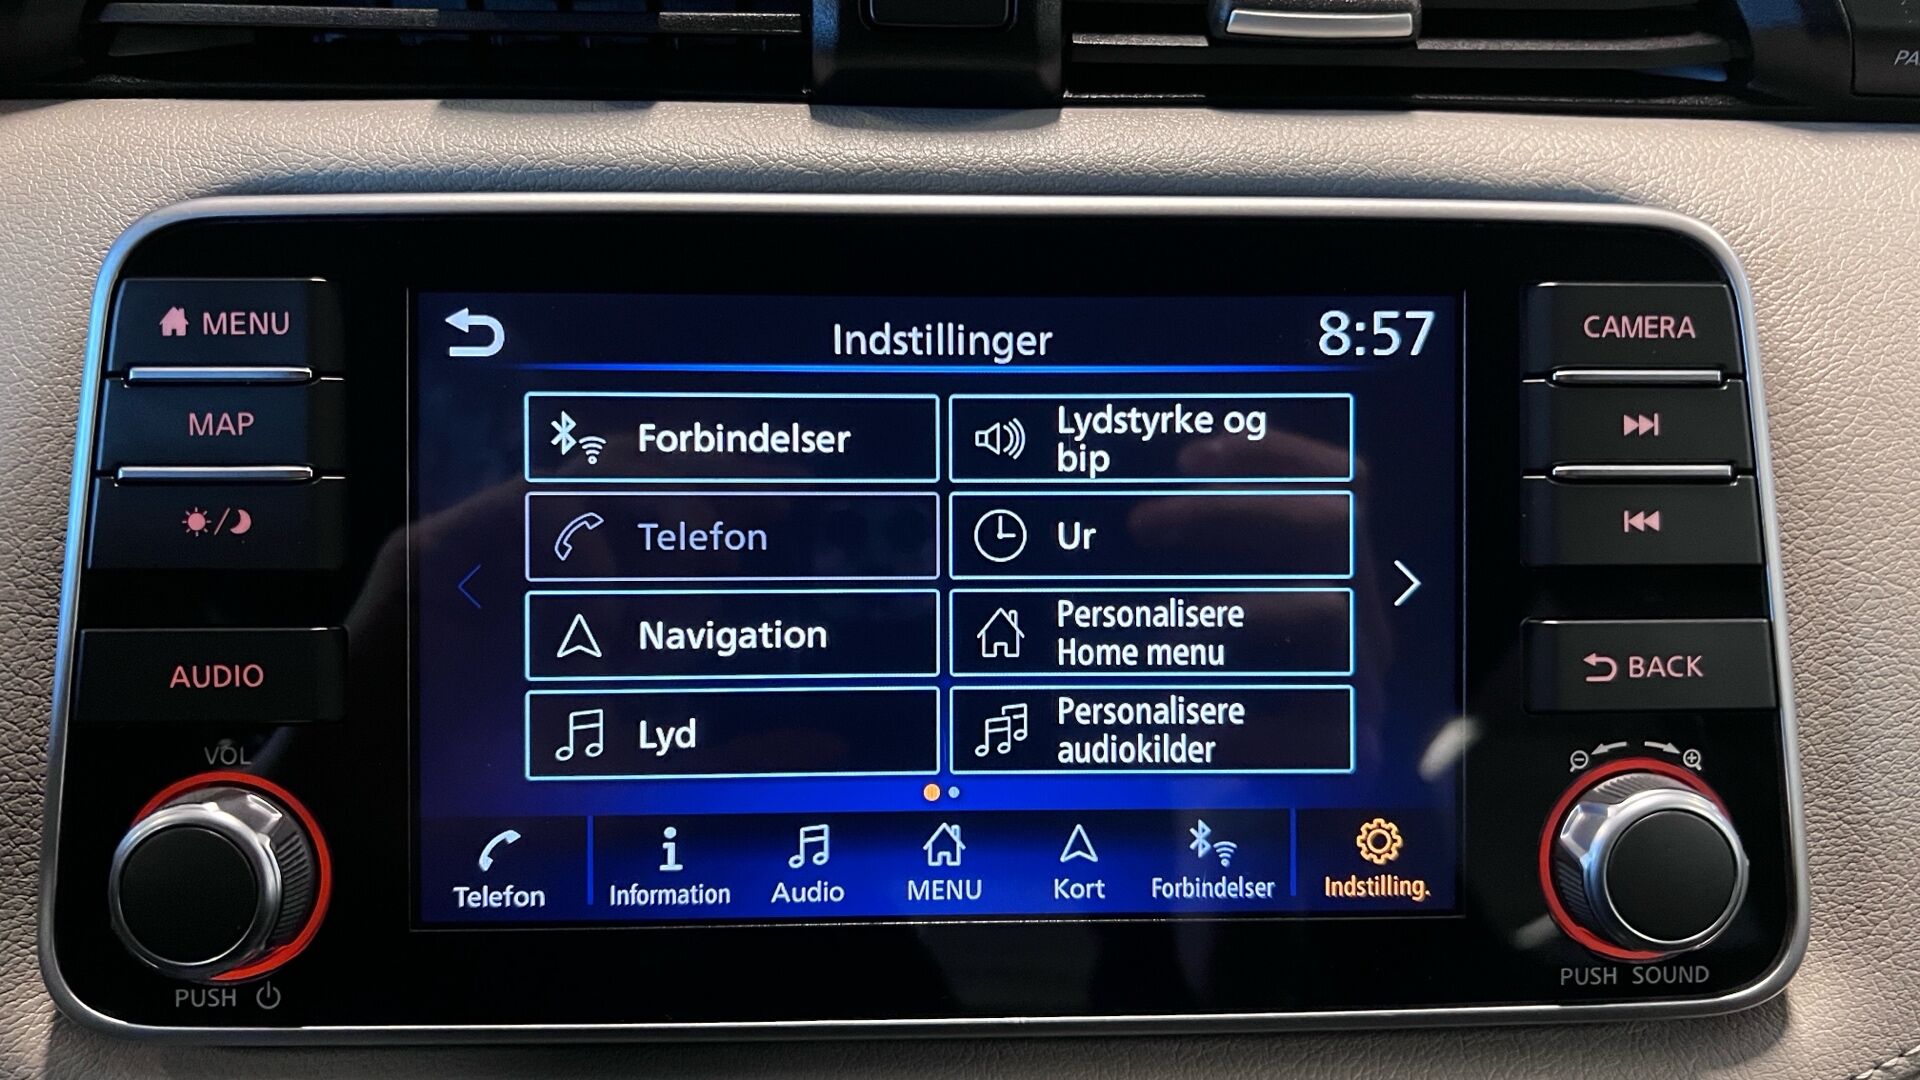 MENU
MAP
AUDIO
VOL
PUSH
Indstillinger
8:57
Forbindelser
Lydstyrke og
bip
Telefon
Ur
Navigation
Personalisere
Home menu
Lyd
Personalisere
audiokilder
Telefon
Information
Audio
MENU
Kort
Forbindelser
Indstilling.
CAMERA
BACK
PUSH SOUND